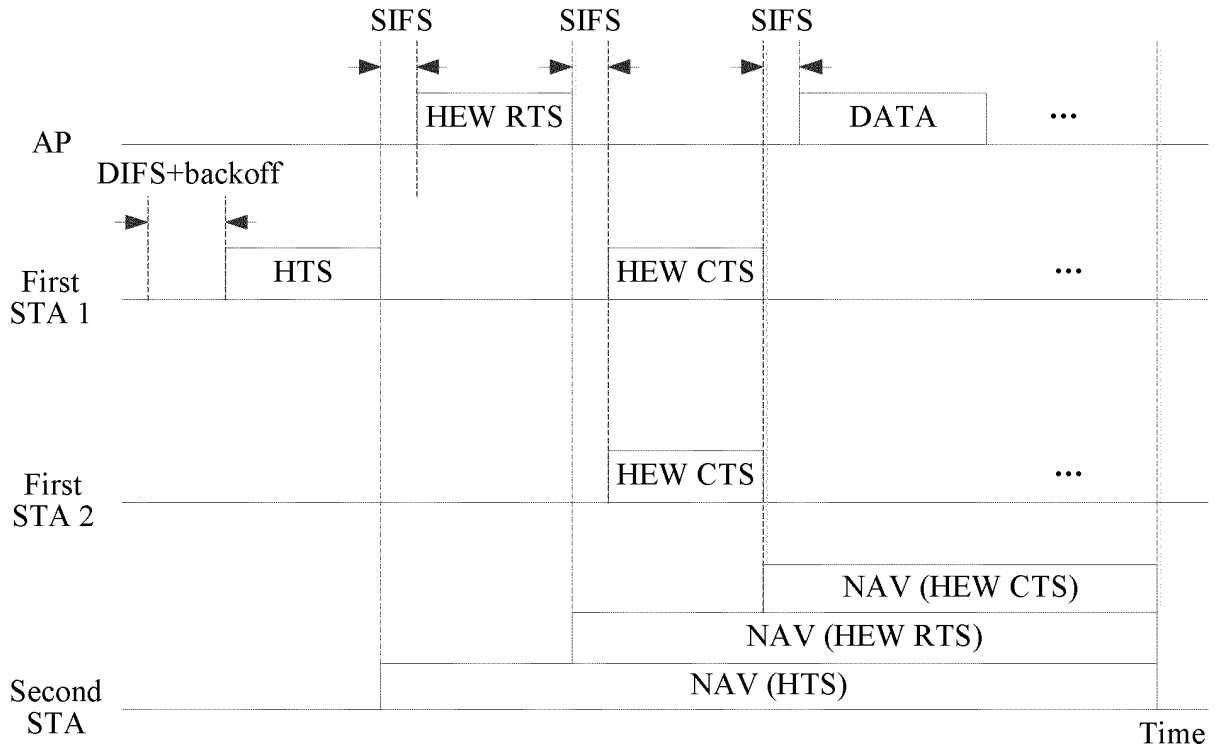 SIFS SIFS SIFS
HEW RTS DATA ...
AP
DIFS+backoff
HTS HEW CTS ...
First
STA 1
HEW CTS ...
First
STA 2
NAV (HEW CTS)
NAV (HEW RTS)
NAV (HTS)
Second
STA
Time